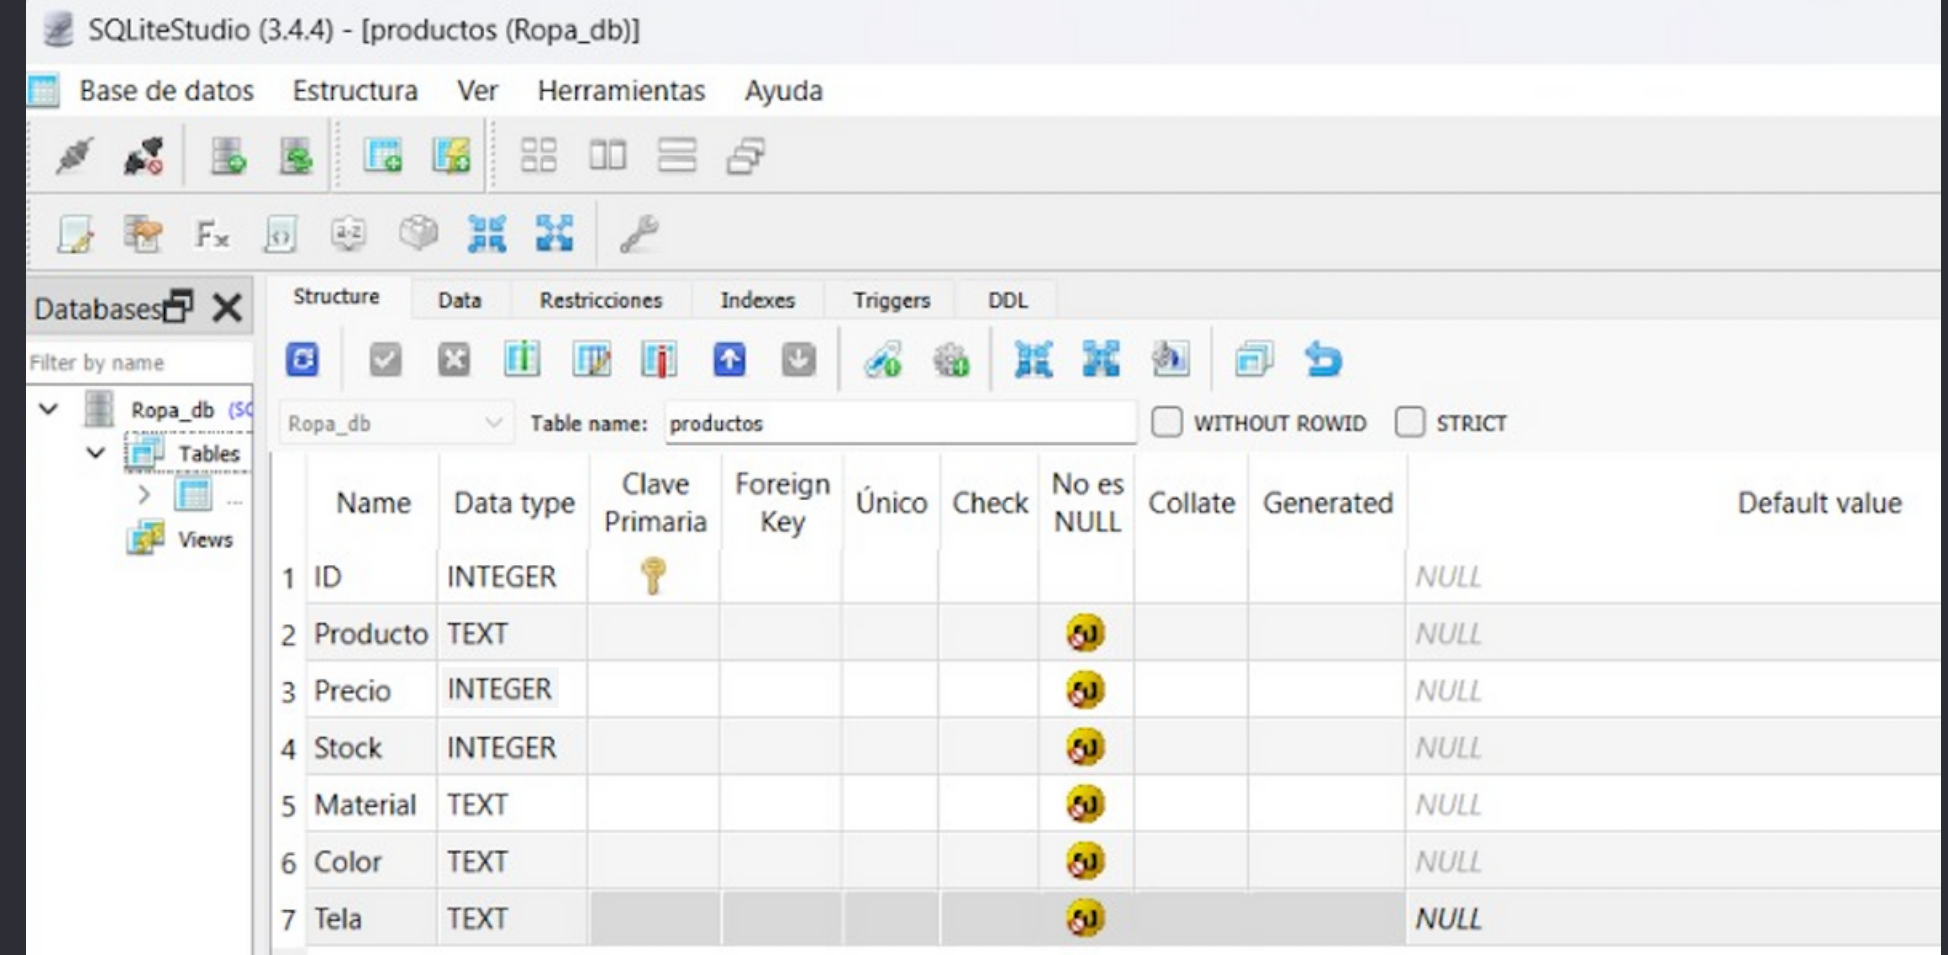 SQLiteStudio (3.4.4) - [productos (Ropa_db)]
Base de datos Estructura Ver Herramientas Ayuda
Fx
a-z
Databases
Structure Data Restricciones Indexes Triggers DDL
Filter by name
Ropa_db (SQ
Tables
...
Views
Ropa_db Table name: productos WITHOUT ROWID STRICT
Name Data type Clave Primaria Foreign Key Único Check No es NULL Collate Generated Default value
1 ID INTEGER NULL
2 Producto TEXT NULL
3 Precio INTEGER NULL
4 Stock INTEGER NULL
5 Material TEXT NULL
6 Color TEXT NULL
7 Tela TEXT NULL